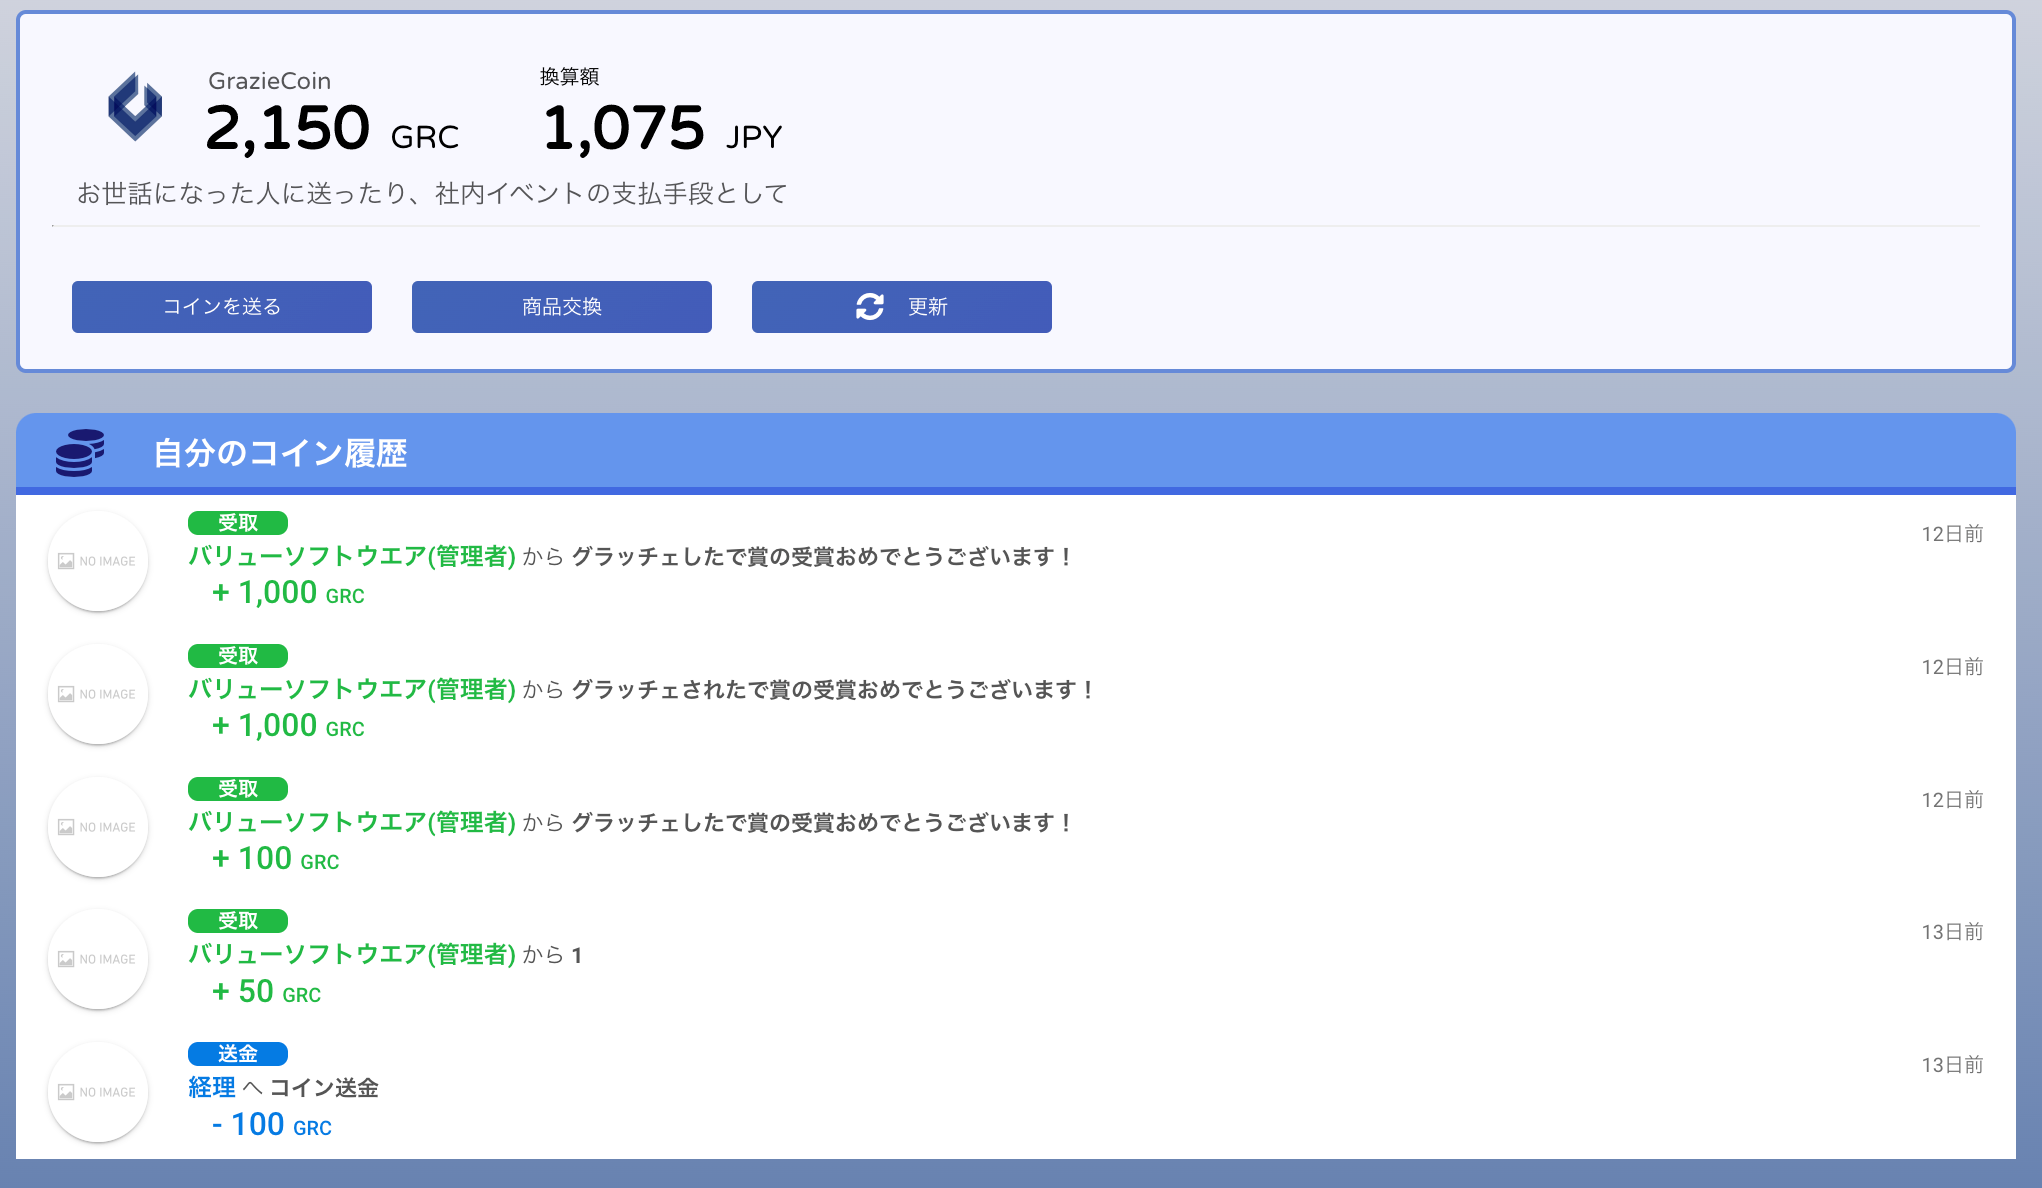 GrazieCoin
2,150 GRC
換算額
1,075 JPY
お世話になった人に送ったり、社内イベントの支払手段として
コインを送る
商品交換
更新
自分のコイン履歴
NO IMAGE
受取
12日前
バリューソフトウエア(管理者) から グラッチェしたで賞の受賞おめでとうございます！
+ 1,000 GRC
NO IMAGE
受取
12日前
バリューソフトウエア(管理者) から グラッチェされたで賞の受賞おめでとうございます！
+ 1,000 GRC
NO IMAGE
受取
12日前
バリューソフトウエア(管理者) から グラッチェしたで賞の受賞おめでとうございます！
+ 100 GRC
NO IMAGE
受取
13日前
バリューソフトウエア(管理者) から 1
+ 50 GRC
NO IMAGE
送金
13日前
経理 へ コイン送金
- 100 GRC